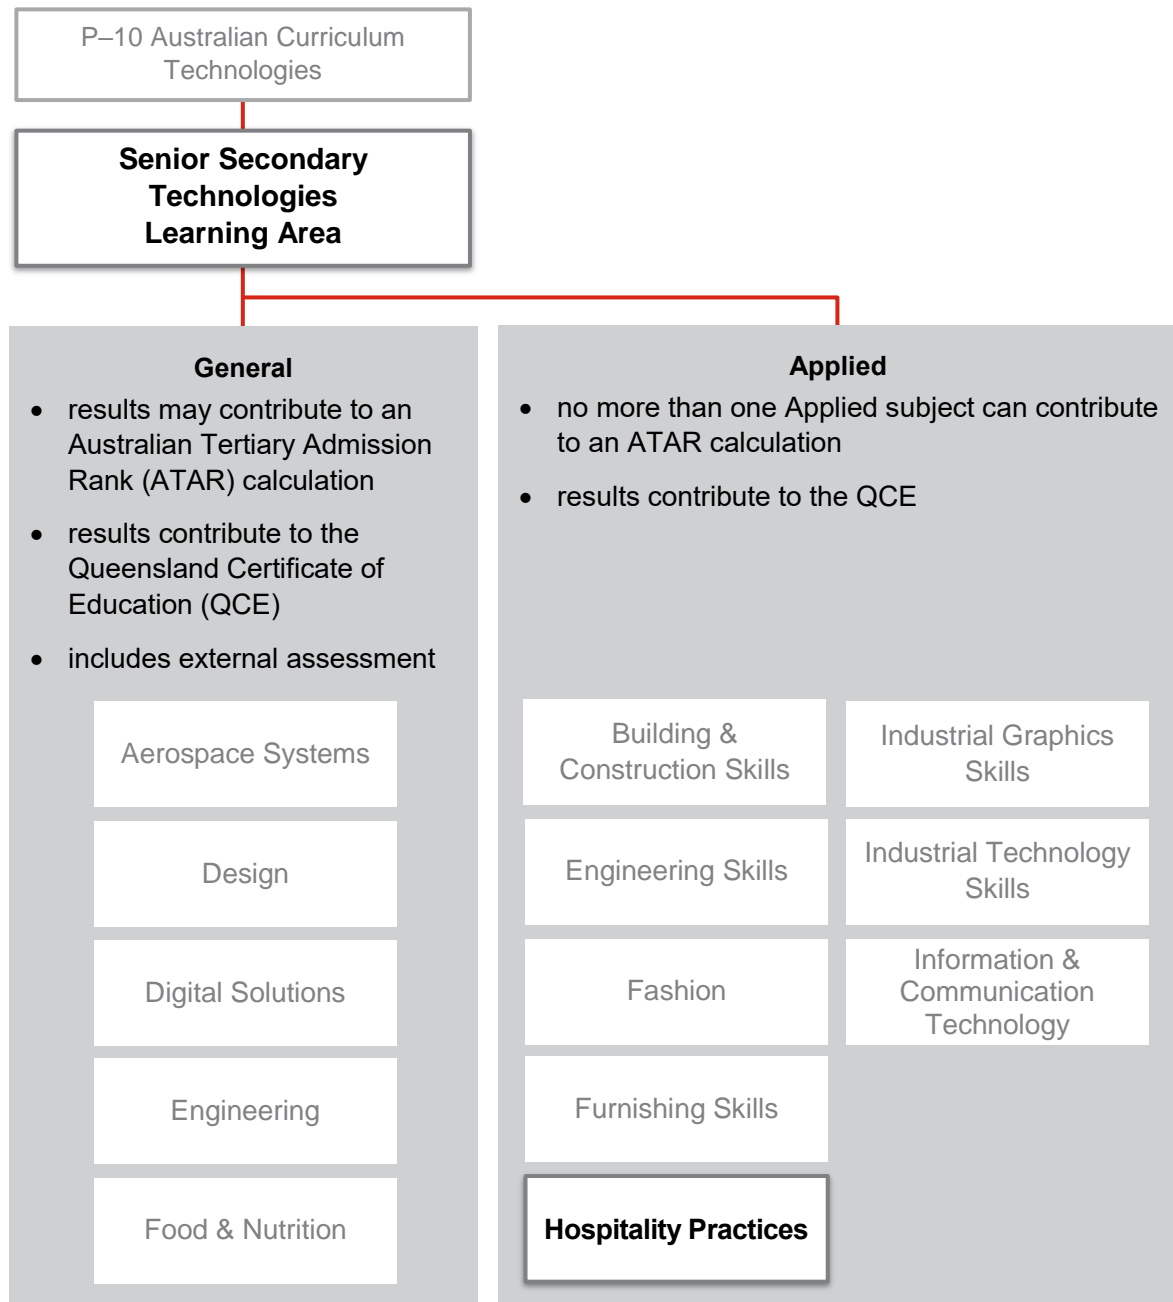 P–10 Australian Curriculum
Technologies
Senior Secondary
Technologies
Learning Area
General
• results may contribute to an
Australian Tertiary Admission
Rank (ATAR) calculation
• results contribute to the
Queensland Certificate of
Education (QCE)
• includes external assessment
Aerospace Systems
Design
Digital Solutions
Engineering
Food & Nutrition
Applied
• no more than one Applied subject can contribute
to an ATAR calculation
• results contribute to the QCE
Building &
Construction Skills
Engineering Skills
Fashion
Furnishing Skills
Hospitality Practices
Industrial Graphics
Skills
Industrial Technology
Skills
Information &
Communication
Technology